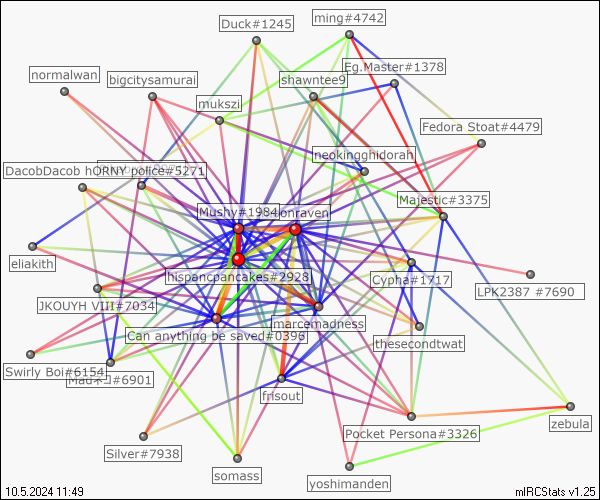 ming#4742
Duck#1245
Eg.Master#1378
normalwan
bigcitysamurai
shawntee9
mukszi
Fedora Stoat#4479
neokingghidorah
DacobDacob
hORNY police#5271
Majestic#3375
Mushy#1984
onraven
eliakith
hispancpancakes#2928
Cypha#1717
LPK2387 #7690
JKOUYH VIII#7034
marcemadness
Can anything be saved#0396
thesecondtwat
Swirly Boi#6154
#6901
frlsout
zebula
Pocket Persona#3326
Silver#7938
somass
yoshimanden
10.5.2024 11:49
mIRCStats v1.25